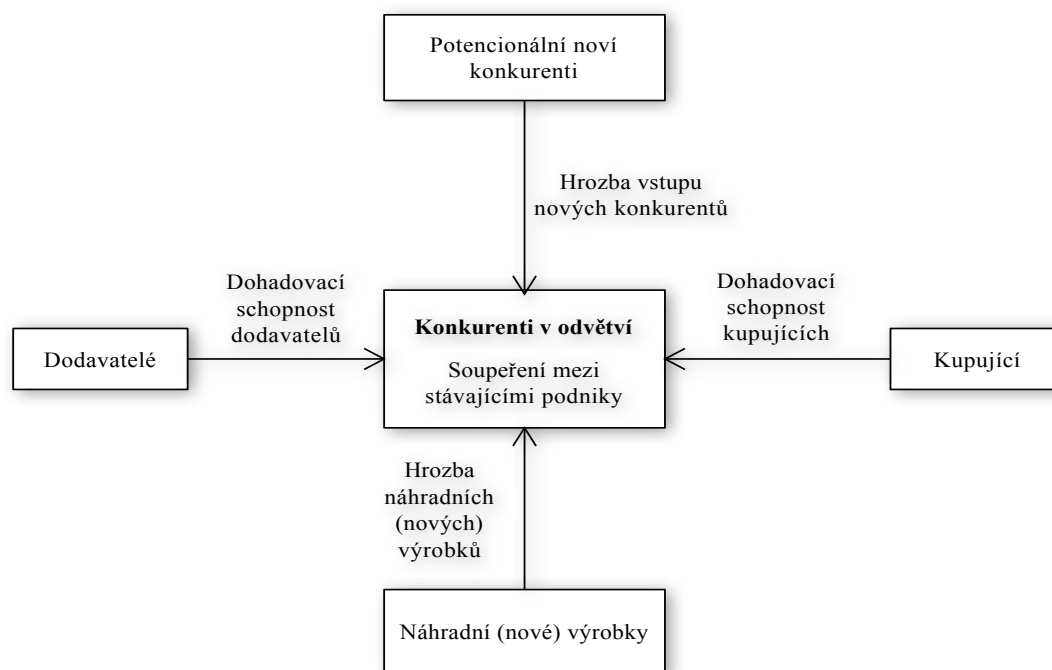 Potencionální noví
konkurenti
Hrozba vstupu
nových konkurentů
Dohadovací
schopnost
dodavatelů
Dohadovací
schopnost
kupujících
Dodavatelé
Konkurenti v odvětví
Soupeření mezi
stávajícími podniky
Kupující
Hrozba
náhradních
(nových)
výrobků
Náhradní (nové) výrobky